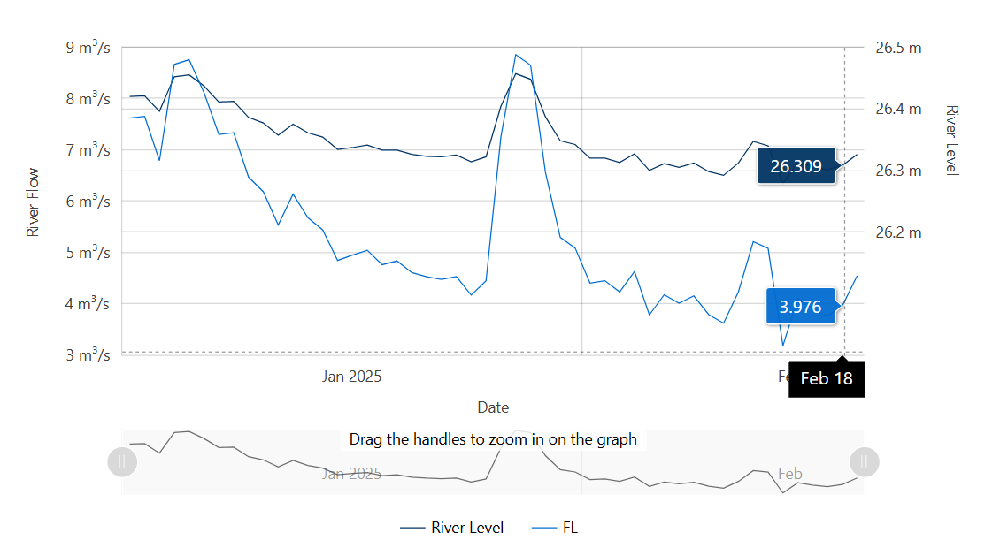 9 m³/s
8 m³/s
7 m³/s
6 m³/s
5 m³/s
4 m³/s
3 m³/s
River Flow
26.5 m
26.4 m
26.3 m
26.2 m
River Level
26.309
3.976
Jan 2025
Fe
Feb 18
Date
Drag the handles to zoom in on the graph
Jan 2025
Feb
River Level
FL